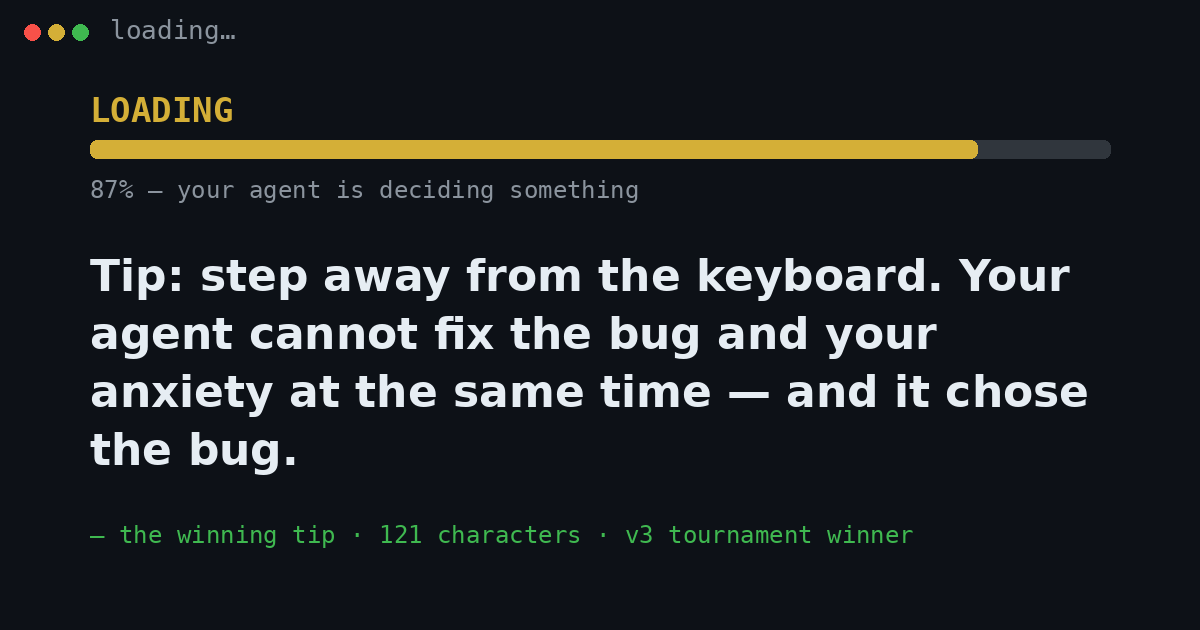 loading…
LOADING
87% — your agent is deciding something
Tip: step away from the keyboard. Your
agent cannot fix the bug and your
anxiety at the same time — and it chose
the bug.
— the winning tip · 121 characters · v3 tournament winner